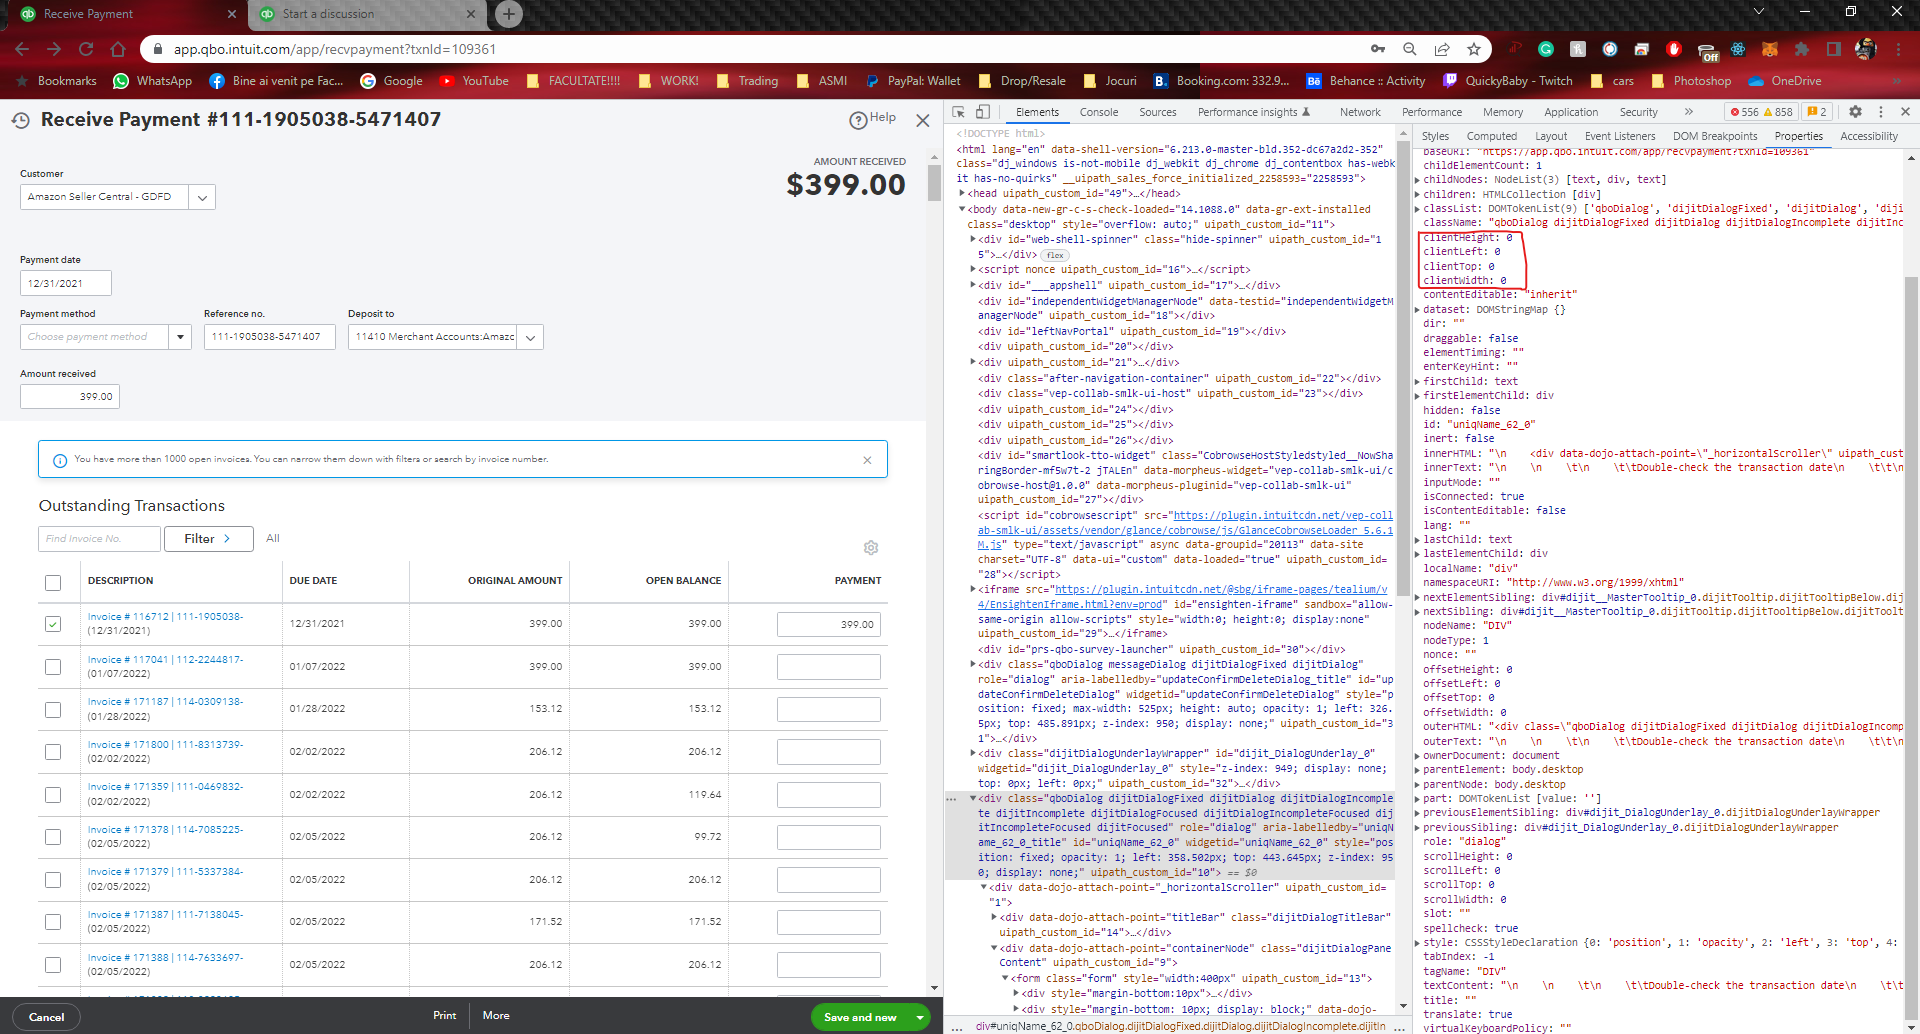 Receive Payment
Start a discussion
app.qbo.intuit.com/app/recvpayment?txnId=109361
Off
Bookmarks
WhatsApp
Bine ai venit pe Fac...
Google
YouTube
FACULTATE!!!!
WORK!
Trading
ASMI
PayPal: Wallet
Drop/Resale
Jocuri
Booking.com: 332.9...
Behance :: Activity
QuickyBaby - Twitch
cars
Photoshop
OneDrive
Receive Payment #111-1905038-5471407
Help
AMOUNT RECEIVED
$399.00
Customer
Amazon Seller Central - GDFD
Payment date
12/31/2021
Payment method
Reference no.
Deposit to
Choose payment method
111-1905038-5471407
11410 Merchant Accounts:Amazc
Amount received
399.00
You have more than 1000 open invoices. You can narrow them down with filters or search by invoice number.
Outstanding Transactions
Find Invoice No.
Filter
All
DESCRIPTION DUE DATE ORIGINAL AMOUNT OPEN BALANCE PAYMENT
Invoice # 116712 | 111-1905038-
(12/31/2021)
12/31/2021 399.00 399.00 399.00
Invoice # 117041 | 112-2244817-
(01/07/2022)
01/07/2022 399.00 399.00
Invoice # 171187 | 114-0309138-
(01/28/2022)
01/28/2022 153.12 153.12
Invoice # 171800 | 111-8313739-
(02/02/2022)
02/02/2022 206.12 206.12
Invoice # 171359 | 111-0469832-
(02/02/2022)
02/02/2022 206.12 119.64
Invoice # 171378 | 114-7085225-
(02/05/2022)
02/05/2022 206.12 99.72
Invoice # 171379 | 111-5337384-
(02/05/2022)
02/05/2022 206.12 206.12
Invoice # 171387 | 111-7138045-
(02/05/2022)
02/05/2022 171.52 171.52
Invoice # 171388 | 114-7633697-
(02/05/2022)
02/05/2022 206.12 206.12
Cancel
Print
More
Save and new
Elements
Console
Sources
Performance insights
Network
Performance
Memory
Application
Security
556
858
2
<!DOCTYPE html>
<html lang="en" data-shell-version="6.213.0-master-bld.352-dc67a2d2-352"
class="dj_windows is-not-mobile dj_webkit dj_chrome dj_contentbox has-webk
it has-no-quirks" __uipath_sales_force_initialized_2258593="2258593">
<head uipath_custom_id="49">…</head>
<body data-new-gr-c-s-check-loaded="14.1088.0" data-gr-ext-installed
class="desktop" style="overflow: auto;" uipath_custom_id="11">
<div id="web-shell-spinner" class="hide-spinner" uipath_custom_id="1
5">…</div> flex
<script nonce uipath_custom_id="16">…</script>
<div id="___appshell" uipath_custom_id="17">…</div>
<div id="independentWidgetManagerNode" data-testid="independentWidgetM
anagerNode" uipath_custom_id="18"></div>
<div id="leftNavPortal" uipath_custom_id="19"></div>
<div uipath_custom_id="20"></div>
<div uipath_custom_id="21">…</div>
<div class="after-navigation-container" uipath_custom_id="22"></div>
<div class="vep-collab-smlk-ui-host" uipath_custom_id="23"></div>
<div uipath_custom_id="24"></div>
<div uipath_custom_id="25"></div>
<div uipath_custom_id="26"></div>
<div id="smartlook-tto-widget" class="CobrowseHostStyledstyled__NowSha
ringBorder-mf5w7t-2 jTALEn" data-morpheus-widget="vep-collab-smlk-ui/c
obrowse-host@1.0.0" data-morpheus-pluginid="vep-collab-smlk-ui"
uipath_custom_id="27"></div>
<script id="cobrowsescript" src="https://plugin.intuitcdn.net/vep-coll
ab-smlk-ui/assets/vendor/glance/cobrowse/js/GlanceCobrowseLoader_5.6.1
M.js" type="text/javascript" async data-groupid="20113" data-site
charset="UTF-8" data-ui="custom" data-loaded="true" uipath_custom_id=
"28"></script>
<iframe src="https://plugin.intuitcdn.net/@sbg/iframe-pages/tealium/v
4/EnsightenIframe.html?env=prod" id="ensighten-iframe" sandbox="allow-
same-origin allow-scripts" style="width:0; height:0; display:none"
uipath_custom_id="29">…</iframe>
<div id="prs-qbo-survey-launcher" uipath_custom_id="30"></div>
<div class="qboDialog messageDialog dijitDialogFixed dijitDialog"
role="dialog" aria-labelledby="updateConfirmDeleteDialog_title" id="up
dateConfirmDeleteDialog" widgetid="updateConfirmDeleteDialog" style="p
osition: fixed; max-width: 525px; height: auto; opacity: 1; left: 326.
5px; top: 485.891px; z-index: 950; display: none;" uipath_custom_id="3
1">…</div>
<div class="dijitDialogUnderlayWrapper" id="dijit_DialogUnderlay_0"
widgetid="dijit_DialogUnderlay_0" style="z-index: 949; display: none;
top: 0px; left: 0px;" uipath_custom_id="32">…</div>
<div class="qboDialog dijitDialogFixed dijitDialog dijitDialogIncomple
te dijitIncomplete dijitDialogFocused dijitDialogIncompleteFocused dij
itIncompleteFocused dijitFocused" role="dialog" aria-labelledby="uniqN
ame_62_0_title" id="uniqName_62_0" widgetid="uniqName_62_0" style="pos
ition: fixed; opacity: 1; left: 358.502px; top: 443.645px; z-index: 95
0; display: none;" uipath_custom_id="10"> == $0
<div data-dojo-attach-point="_horizontalScroller" uipath_custom_id=
"1">
<div data-dojo-attach-point="titleBar" class="dijitDialogTitleBar"
uipath_custom_id="14">…</div>
<div data-dojo-attach-point="containerNode" class="dijitDialogPane
Content" uipath_custom_id="9">
<form class="form" style="width:400px" uipath_custom_id="13">
<div style="margin-bottom:10px">…</div>
<div style="margin-bottom: 10px; display: block;" data-dojo-
... div#uniqName_62_0.qboDialog.dijitDialogFixed.dijitDialog.dijitDialogIncomplete.dijitIn ...
Styles
Computed
Layout
Event Listeners
DOM Breakpoints
Properties
Accessibility
baseURI: "https://app.qbo.intuit.com/app/recvpayment?txnId=109361"
childElementCount: 1
childNodes: NodeList(3) [text, div, text]
children: HTMLCollection [div]
classList: DOMTokenList(9) ['qboDialog', 'dijitDialogFixed', 'dijitDialog', 'diji
className: "qboDialog dijitDialogFixed dijitDialog dijitDialogIncomplete dijitInc
clientHeight: 0
clientLeft: 0
clientTop: 0
clientWidth: 0
contentEditable: "inherit"
dataset: DOMStringMap {}
dir: ""
draggable: false
elementTiming: ""
enterKeyHint: ""
firstChild: text
firstElementChild: div
hidden: false
id: "uniqName_62_0"
inert: false
innerHTML: "\n    <div data-dojo-attach-point=\"_horizontalScroller\" uipath_cust
innerText: "\n    \n    \t\n    \t\tDouble-check the transaction date\n    \t\t\n
inputMode: ""
isConnected: true
isContentEditable: false
lang: ""
lastChild: text
lastElementChild: div
localName: "div"
namespaceURI: "http://www.w3.org/1999/xhtml"
nextElementSibling: div#dijit__MasterTooltip_0.dijitTooltip.dijitTooltipBelow.dij
nextSibling: div#dijit__MasterTooltip_0.dijitTooltip.dijitTooltipBelow.dijitToolt
nodeName: "DIV"
nodeType: 1
nonce: ""
offsetHeight: 0
offsetLeft: 0
offsetTop: 0
offsetWidth: 0
outerHTML: "<div class=\"qboDialog dijitDialogFixed dijitDialog dijitDialogIncomp
outerText: "\n    \n    \t\n    \t\tDouble-check the transaction date\n    \t\t\n
ownerDocument: document
parentElement: body.desktop
parentNode: body.desktop
part: DOMTokenList [value: '']
previousElementSibling: div#dijit_DialogUnderlay_0.dijitDialogUnderlayWrapper
previousSibling: div#dijit_DialogUnderlay_0.dijitDialogUnderlayWrapper
role: "dialog"
scrollHeight: 0
scrollLeft: 0
scrollTop: 0
scrollWidth: 0
slot: ""
spellcheck: true
style: CSSStyleDeclaration {0: 'position', 1: 'opacity', 2: 'left', 3: 'top', 4:
tabIndex: -1
tagName: "DIV"
textContent: "\n    \n    \t\n    \t\tDouble-check the transaction date\n    \t\t
title: ""
translate: true
virtualKeyboardPolicy: ""